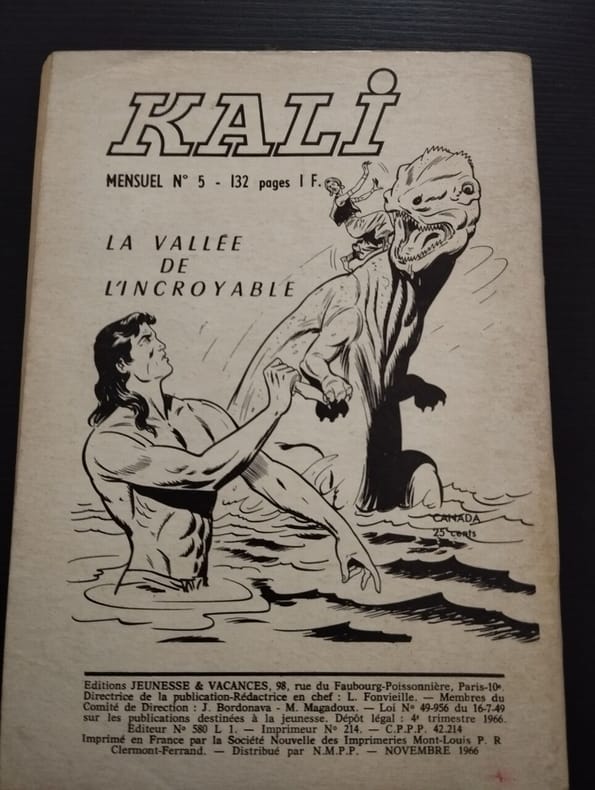 KALI
MENSUEL N° 5 - 132 pages 1 F.
LA VALLÉE
DE
L'INCROYABLE
CANADA
25 cents
Editions JEUNESSE & VACANCES, 98, rue du Faubourg-Poissonnière, Paris-10e.
Directrice de la publication-Rédactrice en chef : L. Fonvieille. — Membres du
Comité de Direction : J. Bordonava - M. Magadoux. — Loi N° 49-956 du 16-7-49
sur les publications destinées à la jeunesse. Dépôt légal : 4e trimestre 1966.
Editeur N° 580 L 1. — Imprimeur N° 214. — C.P.P.P. 42.214
Imprimé en France par la Société Nouvelle des Imprimeries Mont-Louis P. R
Clermont-Ferrand. — Distribué par N.M.P.P. — NOVEMBRE 1966